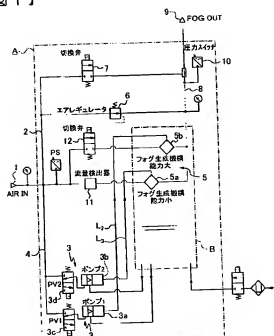 【図1】
9 FOG OUT
A
切換弁
圧力スイッチ
7
10
8
エアレギュレータ 6
2
切換弁
12
5b
フォグ生成機構
能力大
1
PS
流量検出器
11
5
5a
フォグ生成機構
能力小
AIR IN
L2
L3
B
4
3
3b
ポンプ2
PV2
3d
ポンプ1
PV1
3a
3c
3